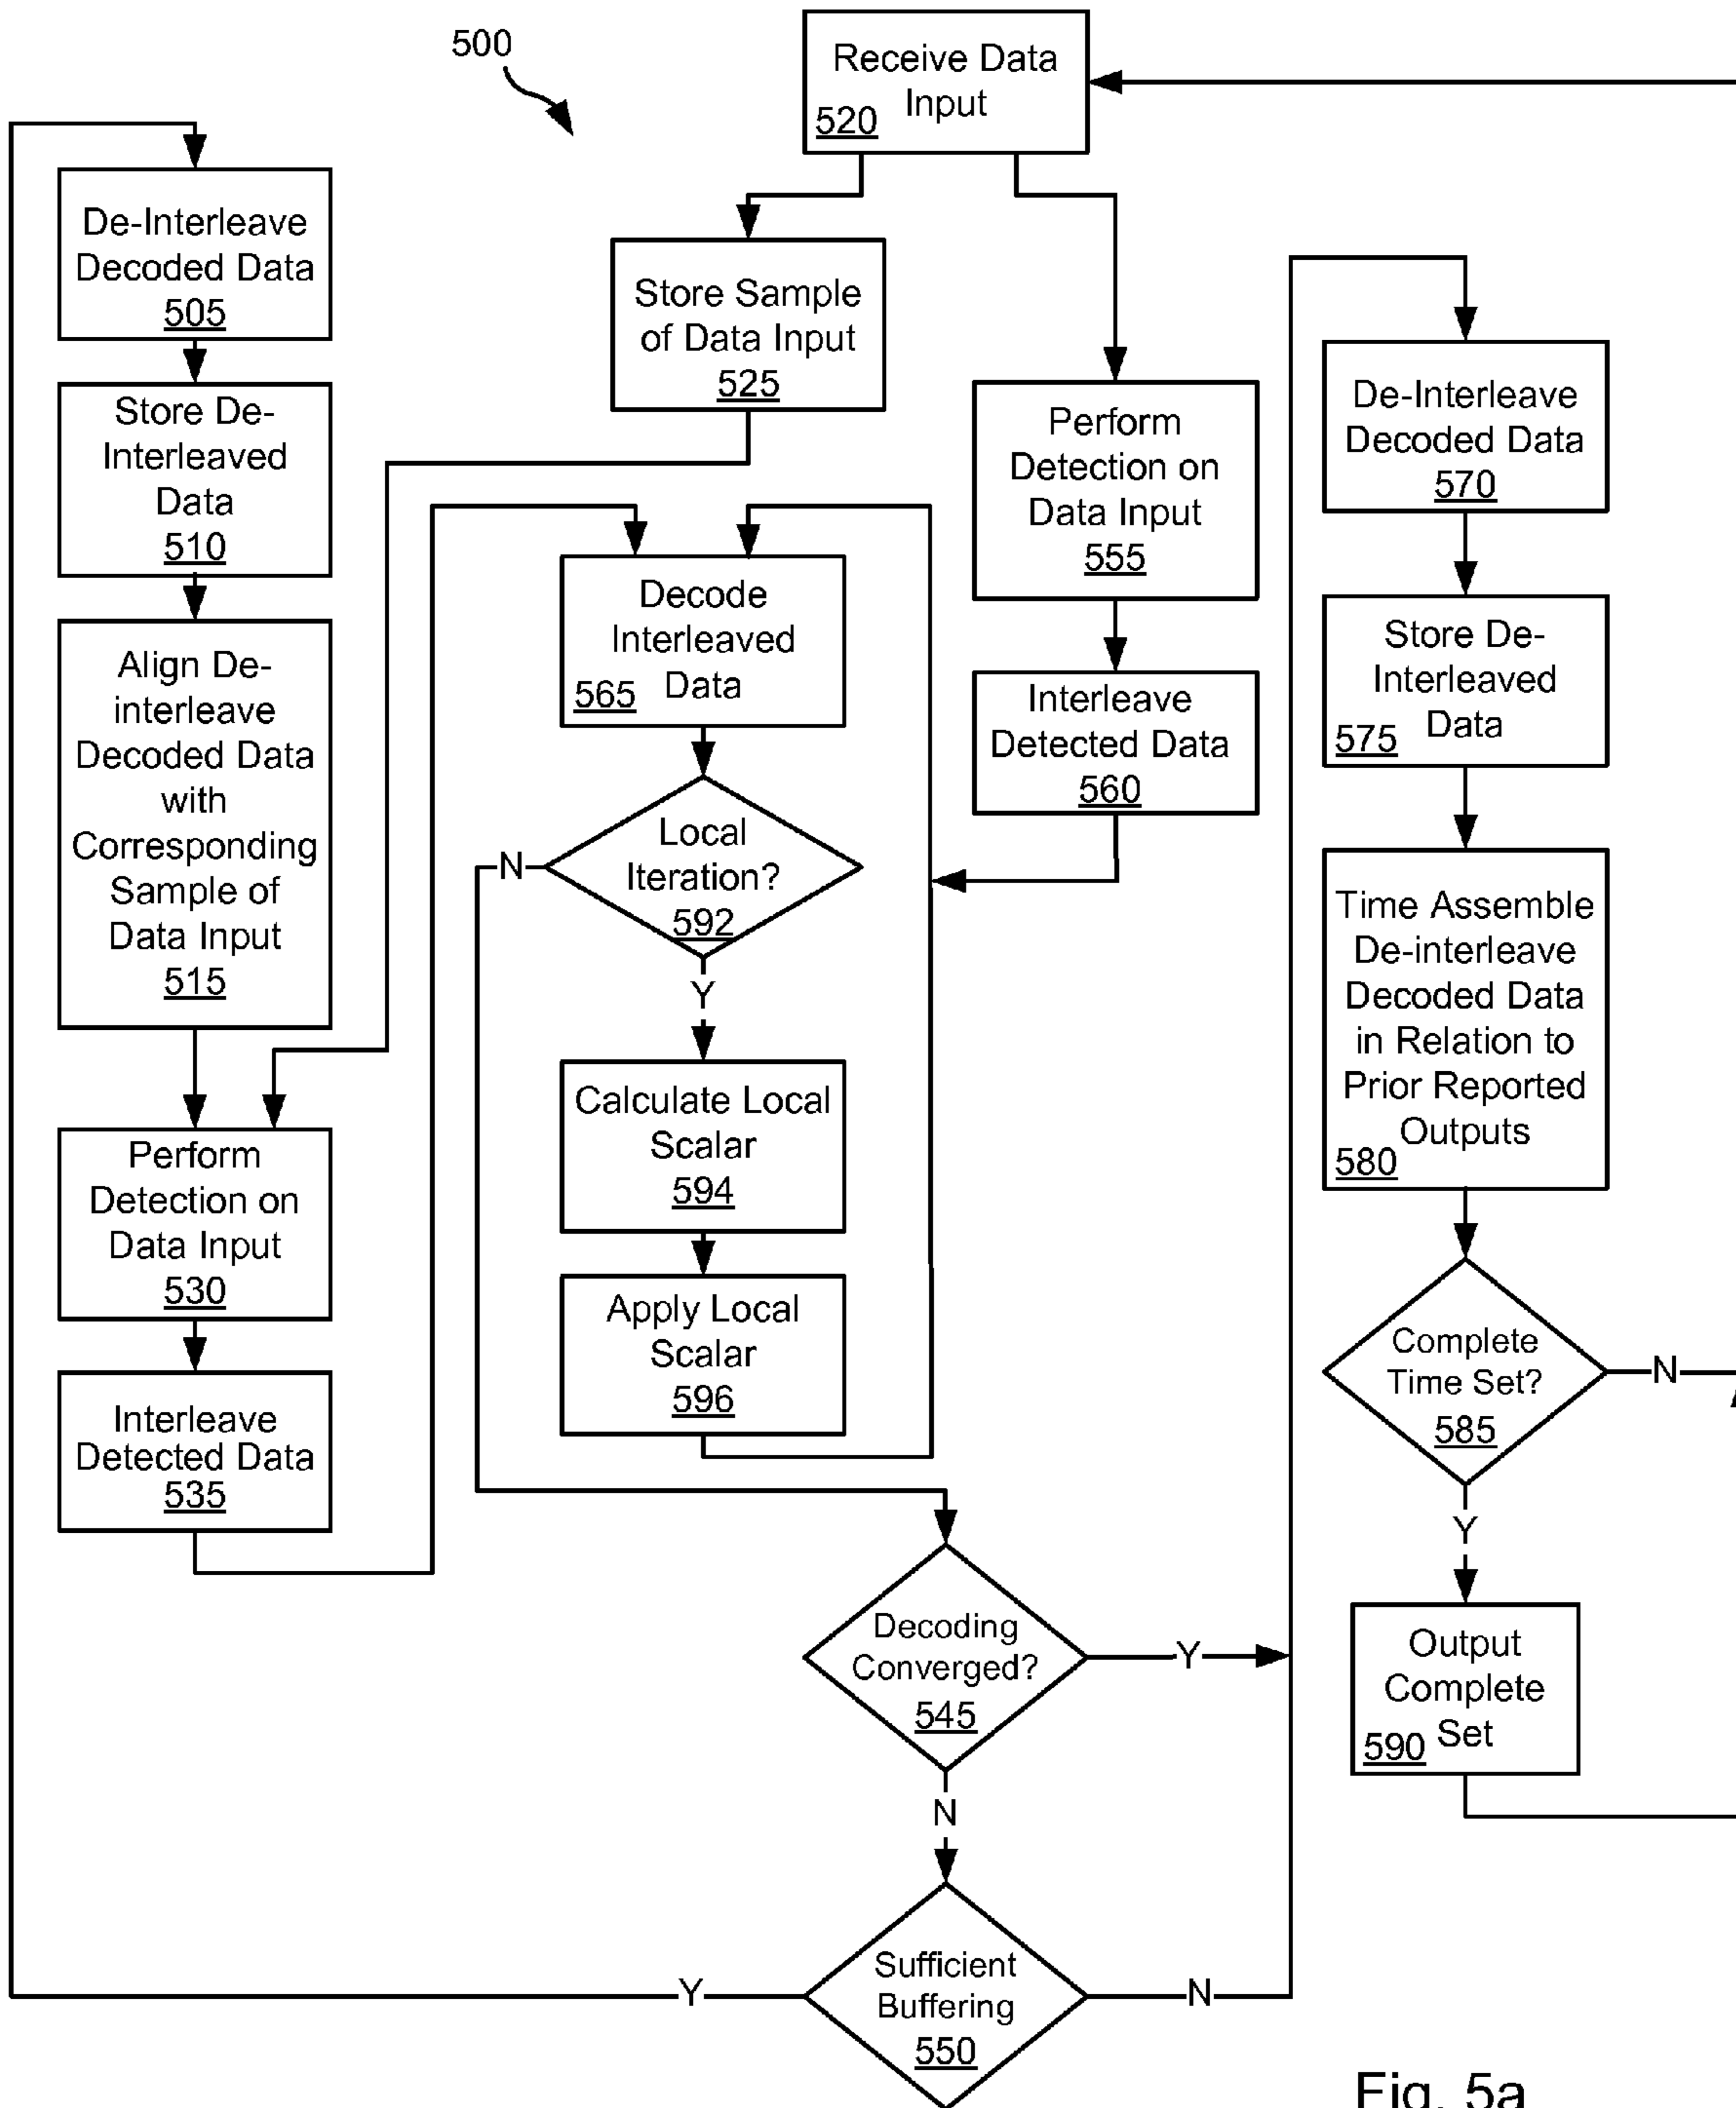 500
Receive Data
Input
520
De-Interleave
Decoded Data
505
Store De-
Interleaved
Data
510
Align De-
interleave
Decoded Data
with
Corresponding
Sample of
Data Input
515
Perform
Detection on
Data Input
530
Interleave
Detected Data
535
Store Sample
of Data Input
525
Decode
Interleaved
565 Data
Local
Iteration?
592
N
Y
Calculate Local
Scalar
594
Apply Local
Scalar
596
Perform
Detection on
Data Input
555
Interleave
Detected Data
560
Decoding
Converged?
545
Y
N
Sufficient
Buffering
550
Y
N
De-Interleave
Decoded Data
570
Store De-
Interleaved
575 Data
Time Assemble
De-interleave
Decoded Data
in Relation to
Prior Reported
Outputs
580
Complete
Time Set?
585
N
Y
Output
Complete
590 Set
Fig. 5a